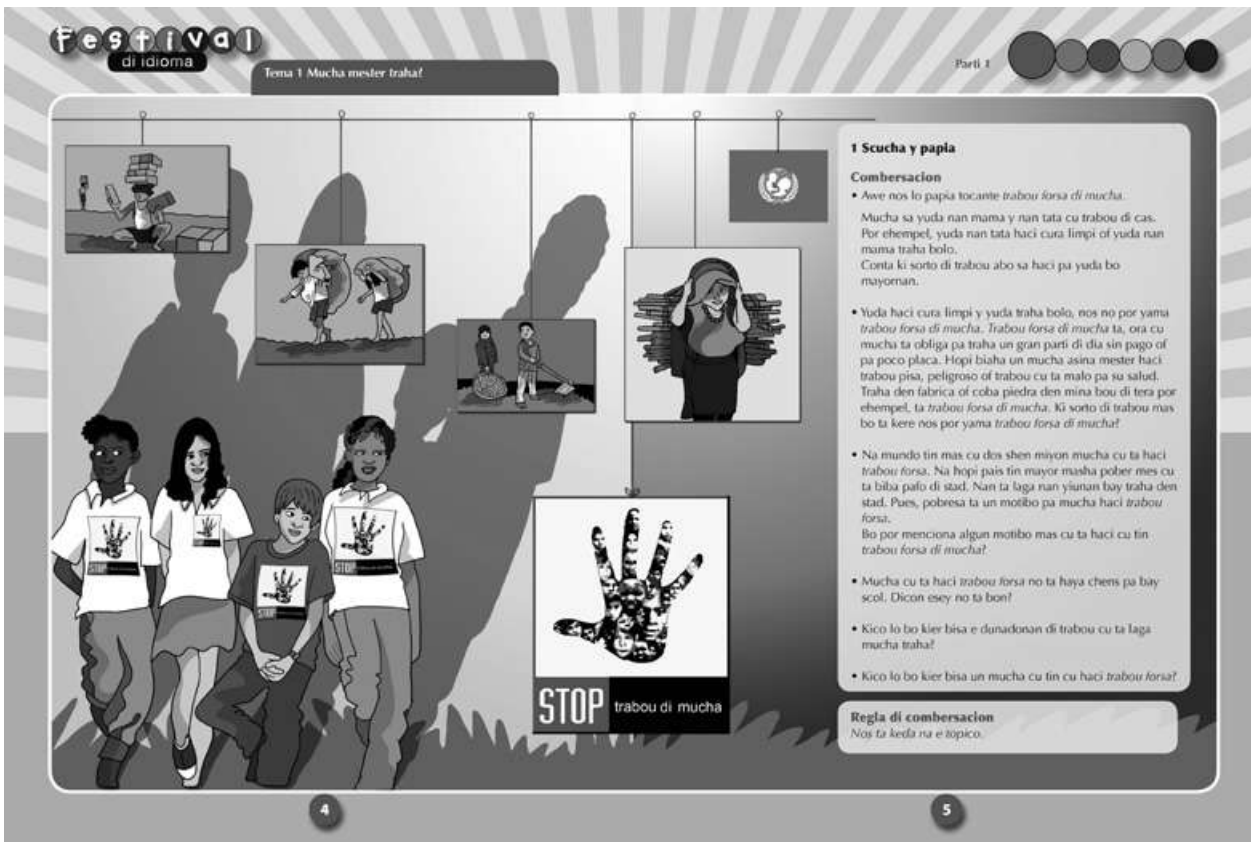 Festival
di idioma
Tema 1 Mucha mester traha?
Parti 1
STOP trabou di mucha
1 Scucha y papia
Combersacion
• Awe nos lo papia tocante trabou forsa di mucha.
Mucha sa yuda nan mama y nan tata cu trabou di cas.
Por ehempel, yuda nan tata haci cura limpi of yuda nan
mama traha bolo.
Conta ki sorto di trabou abo sa haci pa yuda bo
mayornan.
• Yuda haci cura limpi y yuda traha bolo, nos no por yama
trabou forsa di mucha. Trabou forsa di mucha ta, ora cu
mucha ta obliga pa traha un gran parti di dia sin pago of
pa poco placa. Hopi biaha un mucha asina mester haci
trabou pisa, peligroso of trabou cu ta malo pa su salud.
Traha den fabrica of coba piedra den mina bou di tera por
ehempel, ta trabou forsa di mucha. Ki sorto di trabou mas
bo ta kere nos por yama trabou forsa di mucha?
• Na mundo tin mas cu dos shen miyon mucha cu ta haci
trabou forsa. Na hopi pais tin mayor masha pober mes cu
ta biba pafo di stad. Nan ta laga nan yiunan bay traha den
stad. Pues, pobresa ta un motibo pa mucha haci trabou
forsa.
Bo por menciona algun motibo mas cu ta haci cu tin
trabou forsa di mucha?
• Mucha cu ta haci trabou forsa no ta haya chens pa bay
scol. Dicon esey no ta bon?
• Kico lo bo kier bisa e dunadonan di trabou cu ta laga
mucha traha?
• Kico lo bo kier bisa un mucha cu tin cu haci trabou forsa?
Regla di combersacion
Nos ta keda na e topico.
STOP
STOP
STOP
4
5